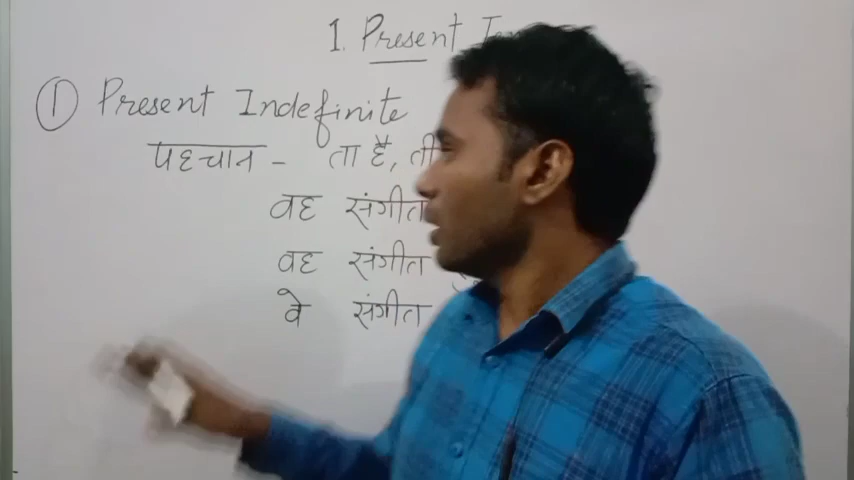 1. Present
① Present Indefinite
पहचान - ता है, ती
वह संगीत
वह संगीत
वे संगीत